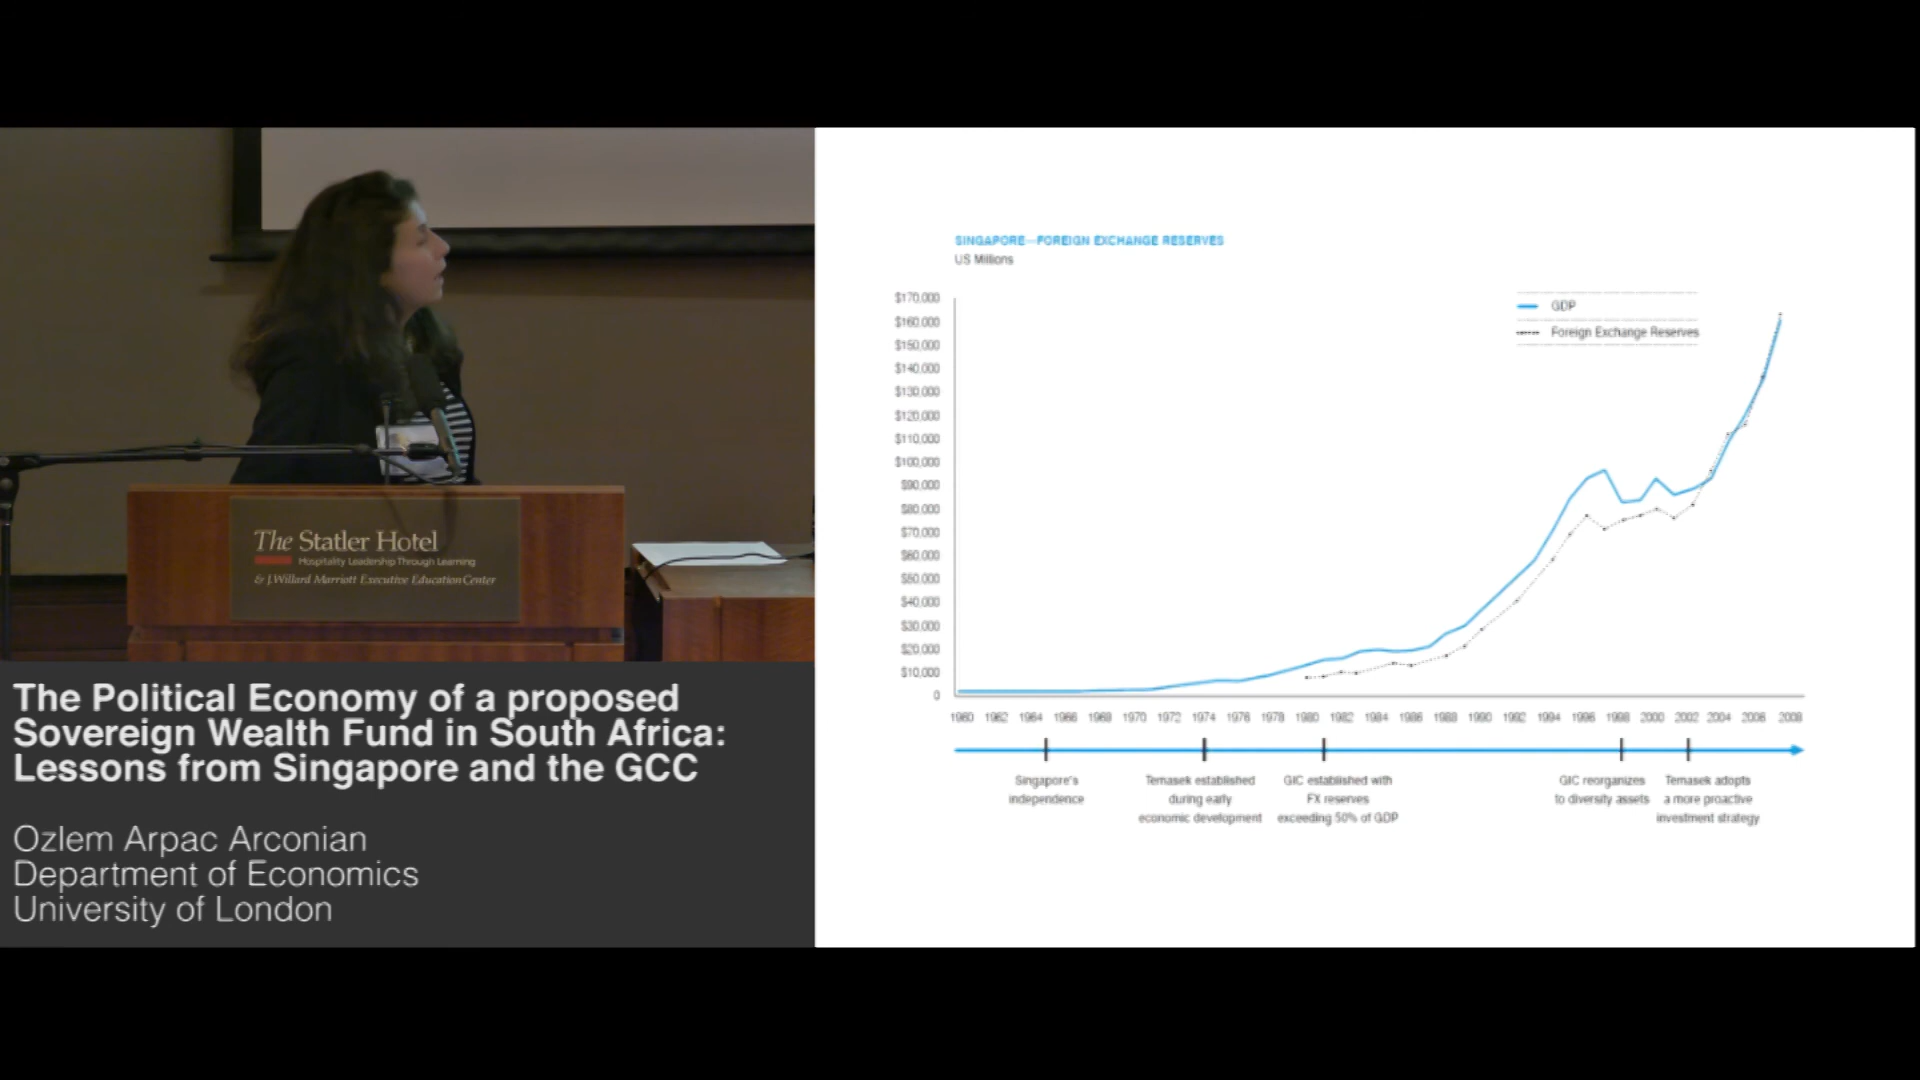 The Statler Hotel
Hospitality Leadership Through Learning
& J. Willard Marriott Executive Education Center
The Political Economy of a proposed
Sovereign Wealth Fund in South Africa:
Lessons from Singapore and the GCC
Ozlem Arpac Arconian
Department of Economics
University of London
SINGAPORE—FOREIGN EXCHANGE RESERVES
US Millions
GDP
Foreign Exchange Reserves
$170,000
$160,000
$150,000
$140,000
$130,000
$120,000
$110,000
$100,000
$90,000
$80,000
$70,000
$60,000
$50,000
$40,000
$30,000
$20,000
$10,000
0
1960 1962 1964 1966 1968 1970 1972 1974 1976 1978 1980 1982 1984 1986 1988 1990 1992 1994 1996 1998 2000 2002 2004 2006 2008
Singapore's
independence
Temasek established
during early
economic development
GIC established with
FX reserves
exceeding 50% of GDP
GIC reorganizes
to diversity assets
Temasek adopts
a more proactive
investment strategy